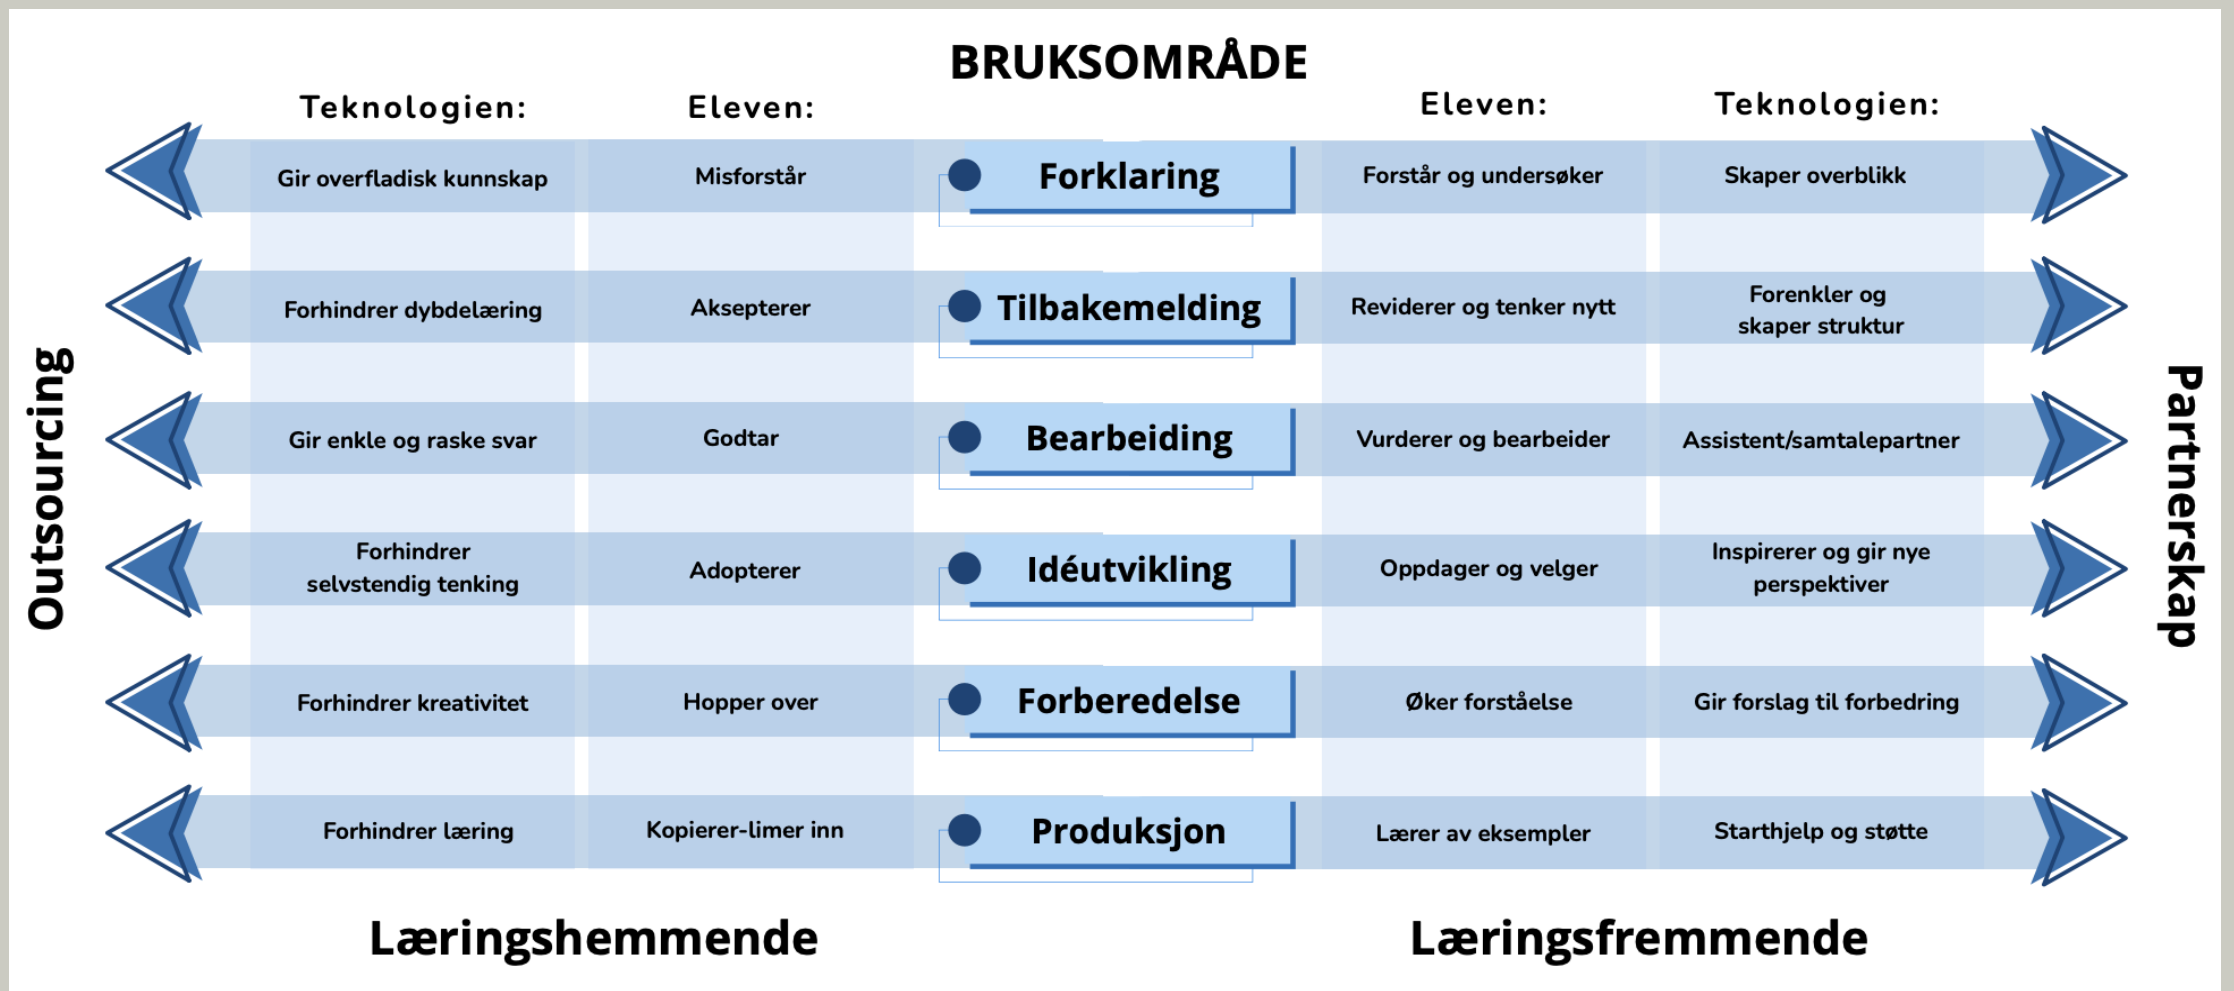 BRUKSOMRÅDE
Teknologien:
Eleven:
Eleven:
Teknologien:
Gir overfladisk kunnskap
Misforstår
Forklaring
Forstår og undersøker
Skaper overblikk
Forhindrer dybdelæring
Aksepterer
Tilbakemelding
Reviderer og tenker nytt
Forenkler og
skaper struktur
Gir enkle og raske svar
Godtar
Bearbeiding
Vurderer og bearbeider
Assistent/samtalepartner
Forhindrer
selvstendig tenking
Adopterer
Idéutvikling
Oppdager og velger
Inspirerer og gir nye
perspektiver
Forhindrer kreativitet
Hopper over
Forberedelse
Øker forståelse
Gir forslag til forbedring
Forhindrer læring
Kopierer-limer inn
Produksjon
Lærer av eksempler
Starthjelp og støtte
Outsourcing
Partnerskap
Læringshemmende
Læringsfremmende